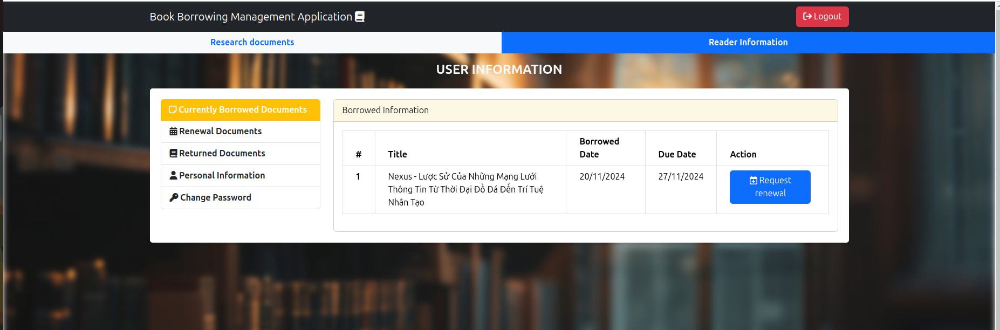 Book Borrowing Management Application
Logout
Research documents
Reader Information
USER INFORMATION
Currently Borrowed Documents
Renewal Documents
Returned Documents
Personal Information
Change Password
Borrowed Information
# Title Borrowed Date Due Date Action
1 Nexus - Lược Sử Của Những Mạng Lưới 20/11/2024 27/11/2024 Request
Thông Tin Từ Thời Đại Đồ Đá Đến Trí Tuệ renewal
Nhân Tạo